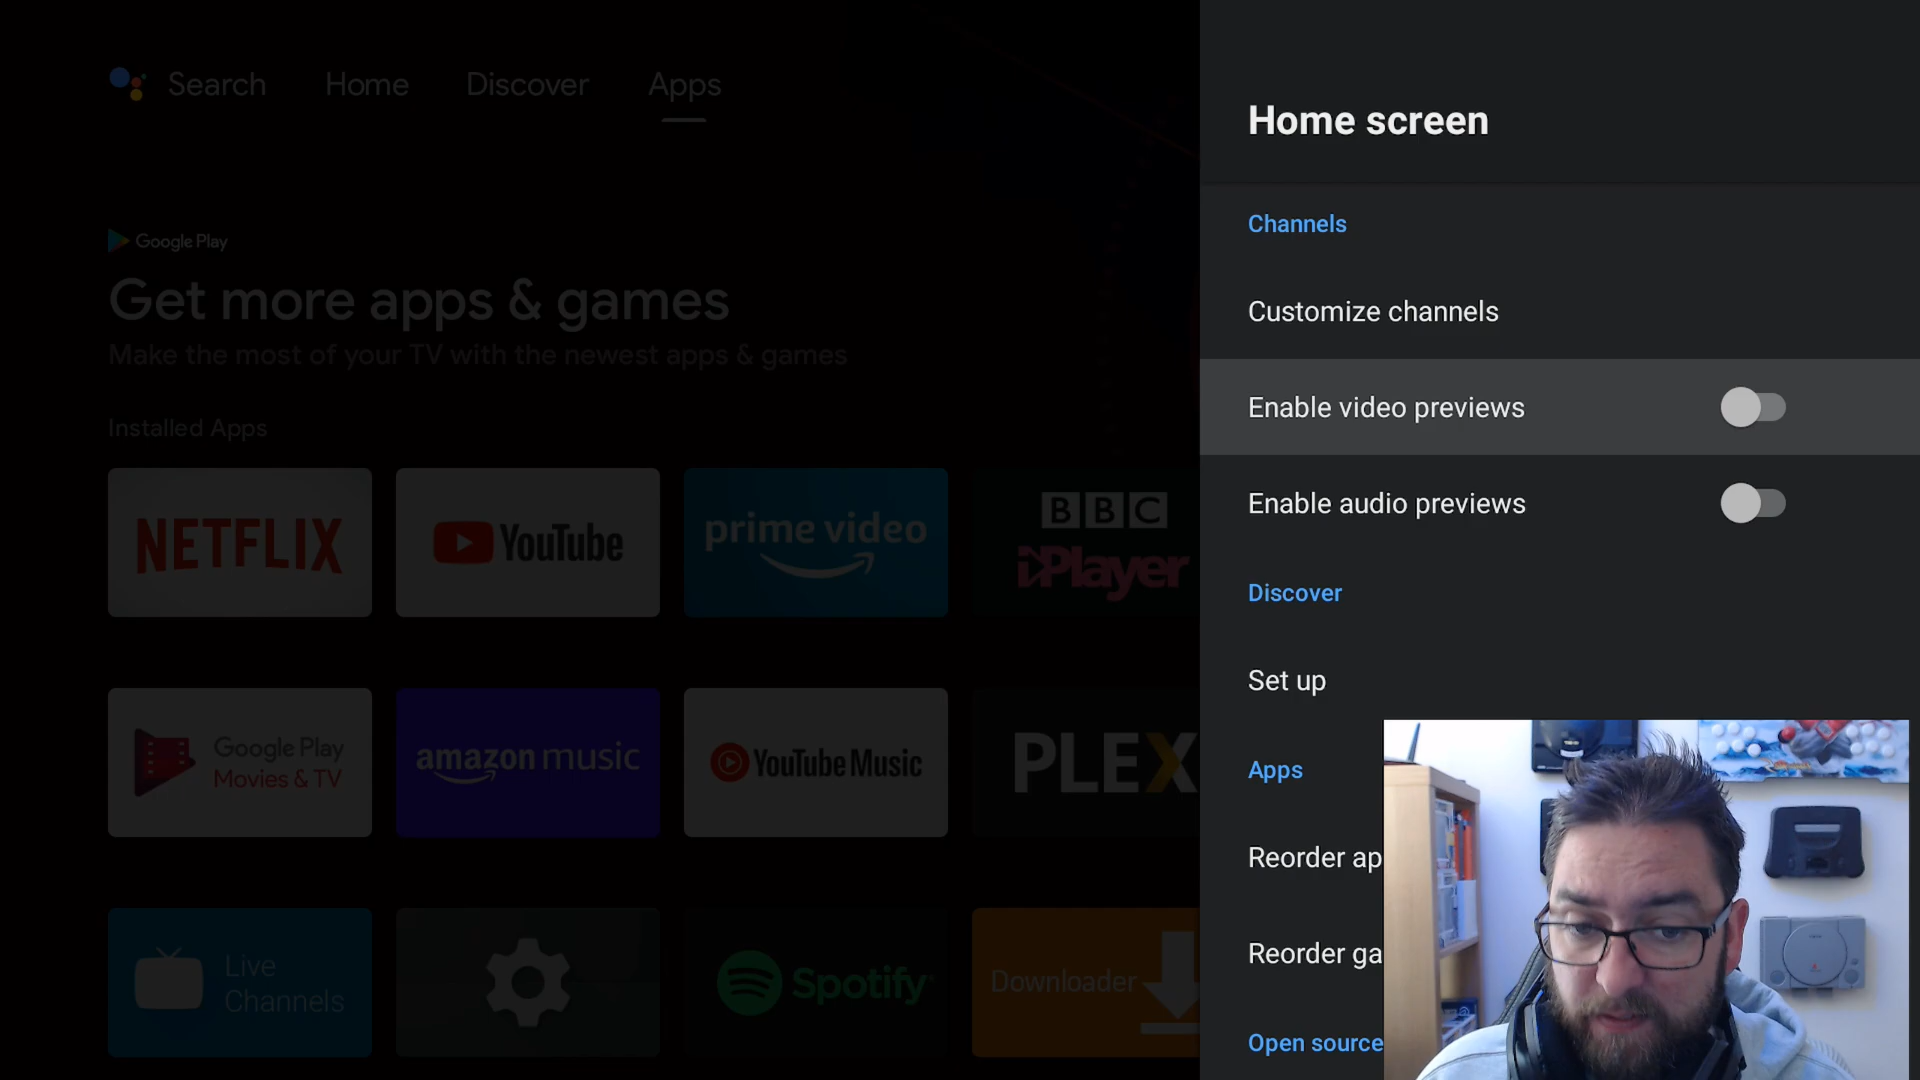 Search Home Discover Apps
Google Play
Get more apps & games
Make the most of your TV with the newest apps & games
Installed Apps
NETFLIX
YouTube
prime video
BBC
iPlayer
Google Play
Movies & TV
amazon music
YouTube Music
PLEX
Live
Channels
Spotify
Downloader
Home screen
Channels
Customize channels
Enable video previews
Enable audio previews
Discover
Set up
Apps
Reorder ap
Reorder ga
Open source